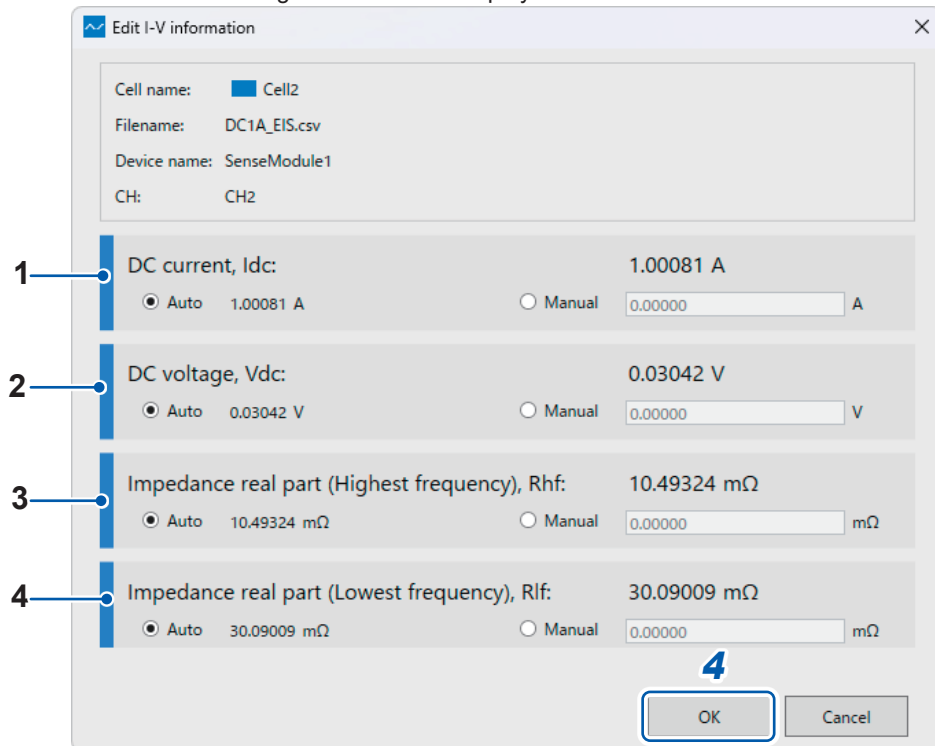 Edit I-V information
Cell name: Cell2
Filename: DC1A_EIS.csv
Device name: SenseModule1
CH: CH2
1
DC current, Idc: 1.00081 A
Auto 1.00081 A Manual 0.00000 A
2
DC voltage, Vdc: 0.03042 V
Auto 0.03042 V Manual 0.00000 V
3
Impedance real part (Highest frequency), Rhf: 10.49324 mΩ
Auto 10.49324 mΩ Manual 0.00000 mΩ
4
Impedance real part (Lowest frequency), Rlf: 30.09009 mΩ
Auto 30.09009 mΩ Manual 0.00000 mΩ
4
OK Cancel